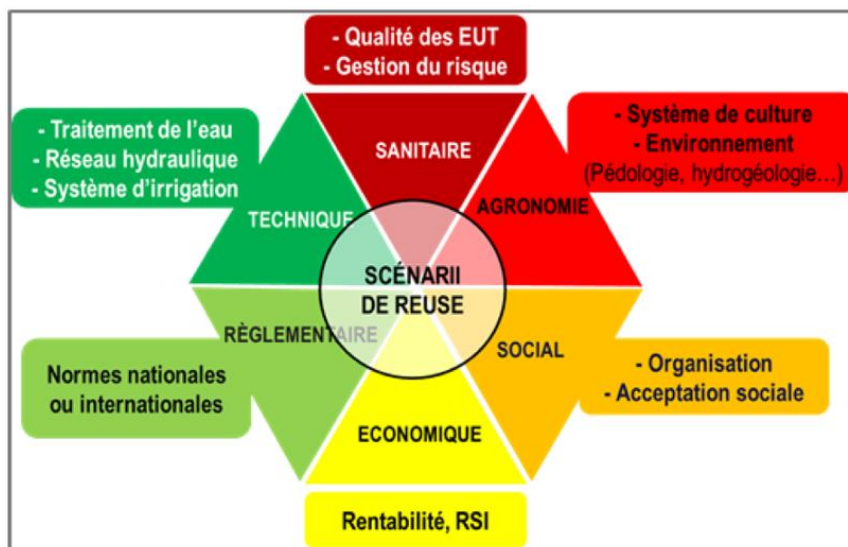 - Qualité des EUT
- Gestion du risque
- Traitement de l'eau
- Réseau hydraulique
- Système d'irrigation
- Système de culture
- Environnement
(Pédologie, hydrogéologie…)
SANITAIRE
TECHNIQUE
AGRONOMIE
SCÉNARII
DE REUSE
RÈGLEMENTAIRE
SOCIAL
ECONOMIQUE
Normes nationales
ou internationales
- Organisation
- Acceptation sociale
Rentabilité, RSI